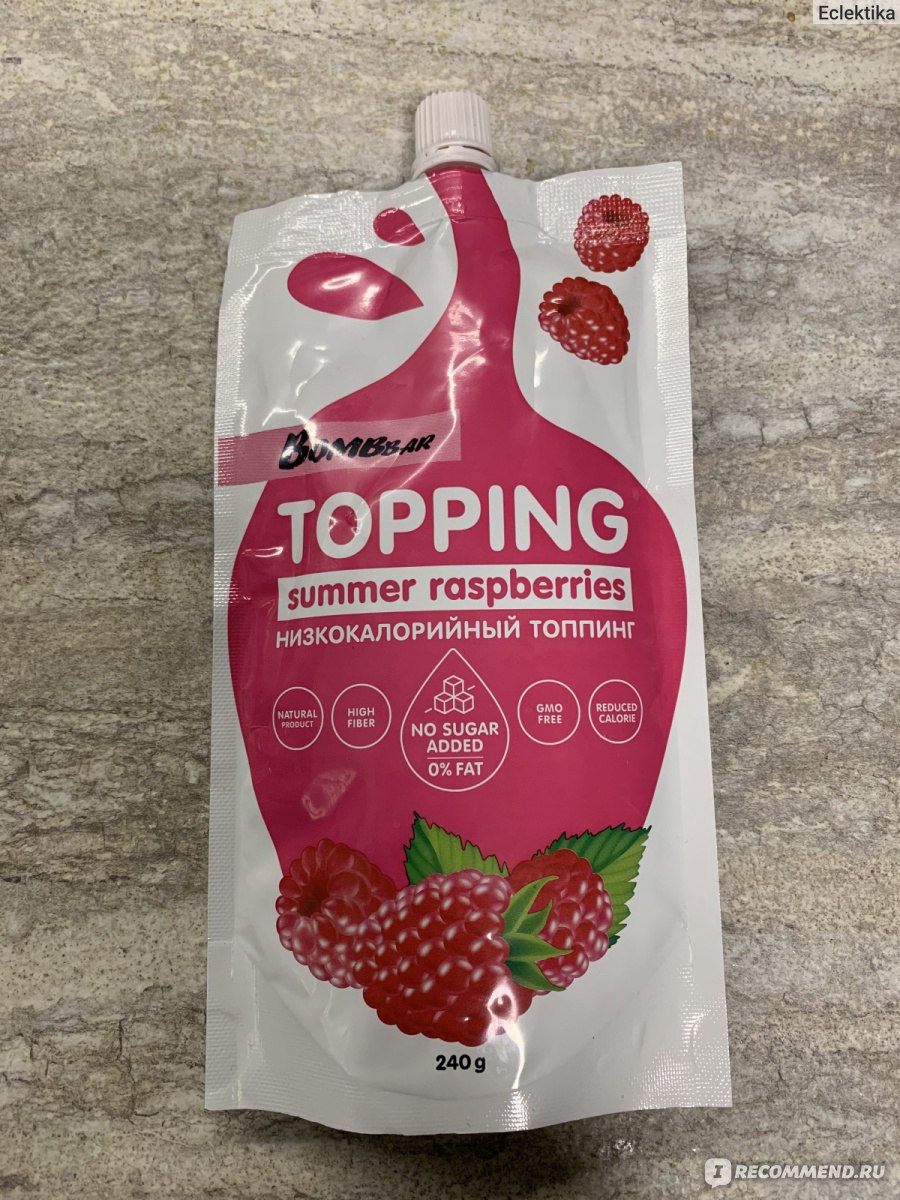 Eclektika
BOMBBAR
TOPPING
summer raspberries
НИЗКОКАЛОРИЙНЫЙ ТОППИНГ
NATURAL
PRODUCT
HIGH
FIBER
NO SUGAR
ADDED
0% FAT
GMO
FREE
REDUCED
CALORIE
240 g
IRECOMMEND.RU